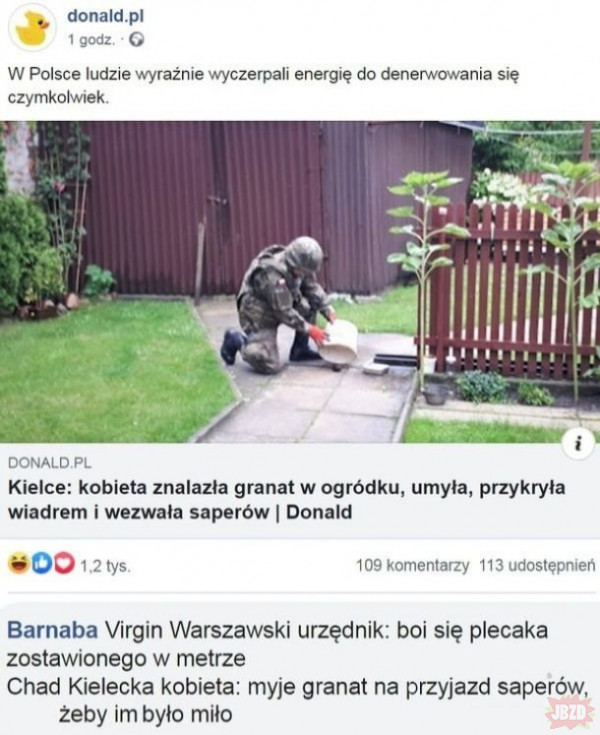 donald.pl
1 godz. ·
W Polsce ludzie wyraźnie wyczerpali energię do denerwowania się
czymkolwiek.
i
DONALD.PL
Kielce: kobieta znalazła granat w ogródku, umyła, przykryła
wiadrem i wezwała saperów | Donald
1,2 tys.
109 komentarzy 113 udostępnień
Barnaba Virgin Warszawski urzędnik: boi się plecaka
zostawionego w metrze
Chad Kielecka kobieta: myje granat na przyjazd saperów,
żeby im było miło
JBZD